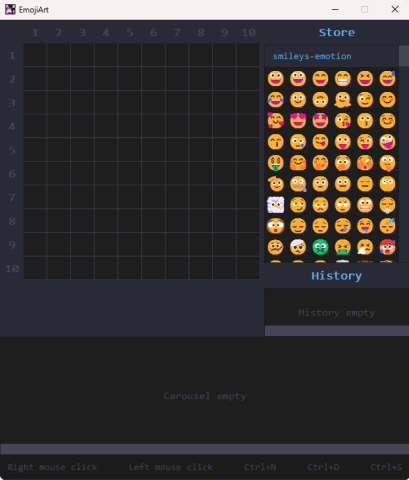 EmojiArt
1 2 3 4 5 6 7 8 9 10
Store
smileys-emotion
1
2
3
4
5
6
7
8
9
10
History
History empty
Carousel empty
Right mouse click Left mouse click Ctrl+N Ctrl+D Ctrl+S